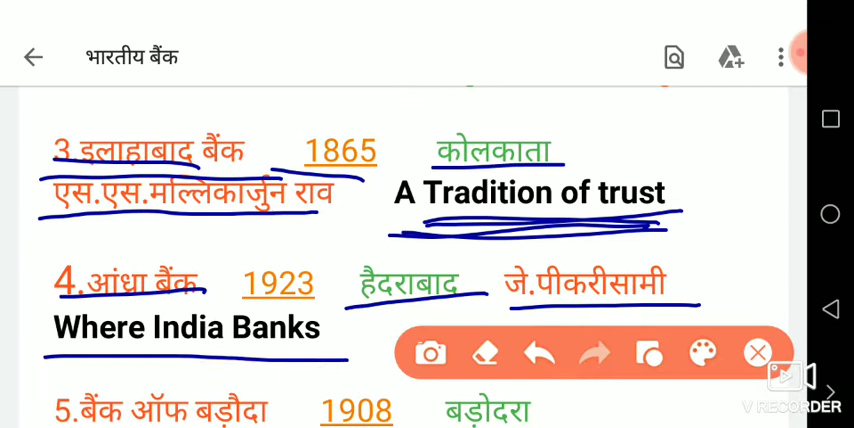 भारतीय बैंक
3.इलाहाबाद बैंक 1865 कोलकाता
एस.एस.मल्लिकार्जुन राव A Tradition of trust
4.आंध्रा बैंक 1923 हैदराबाद जे.पीकरीसामी
Where India Banks
5.बैंक ऑफ बड़ौदा 1908 बड़ोदरा
V RECORDER